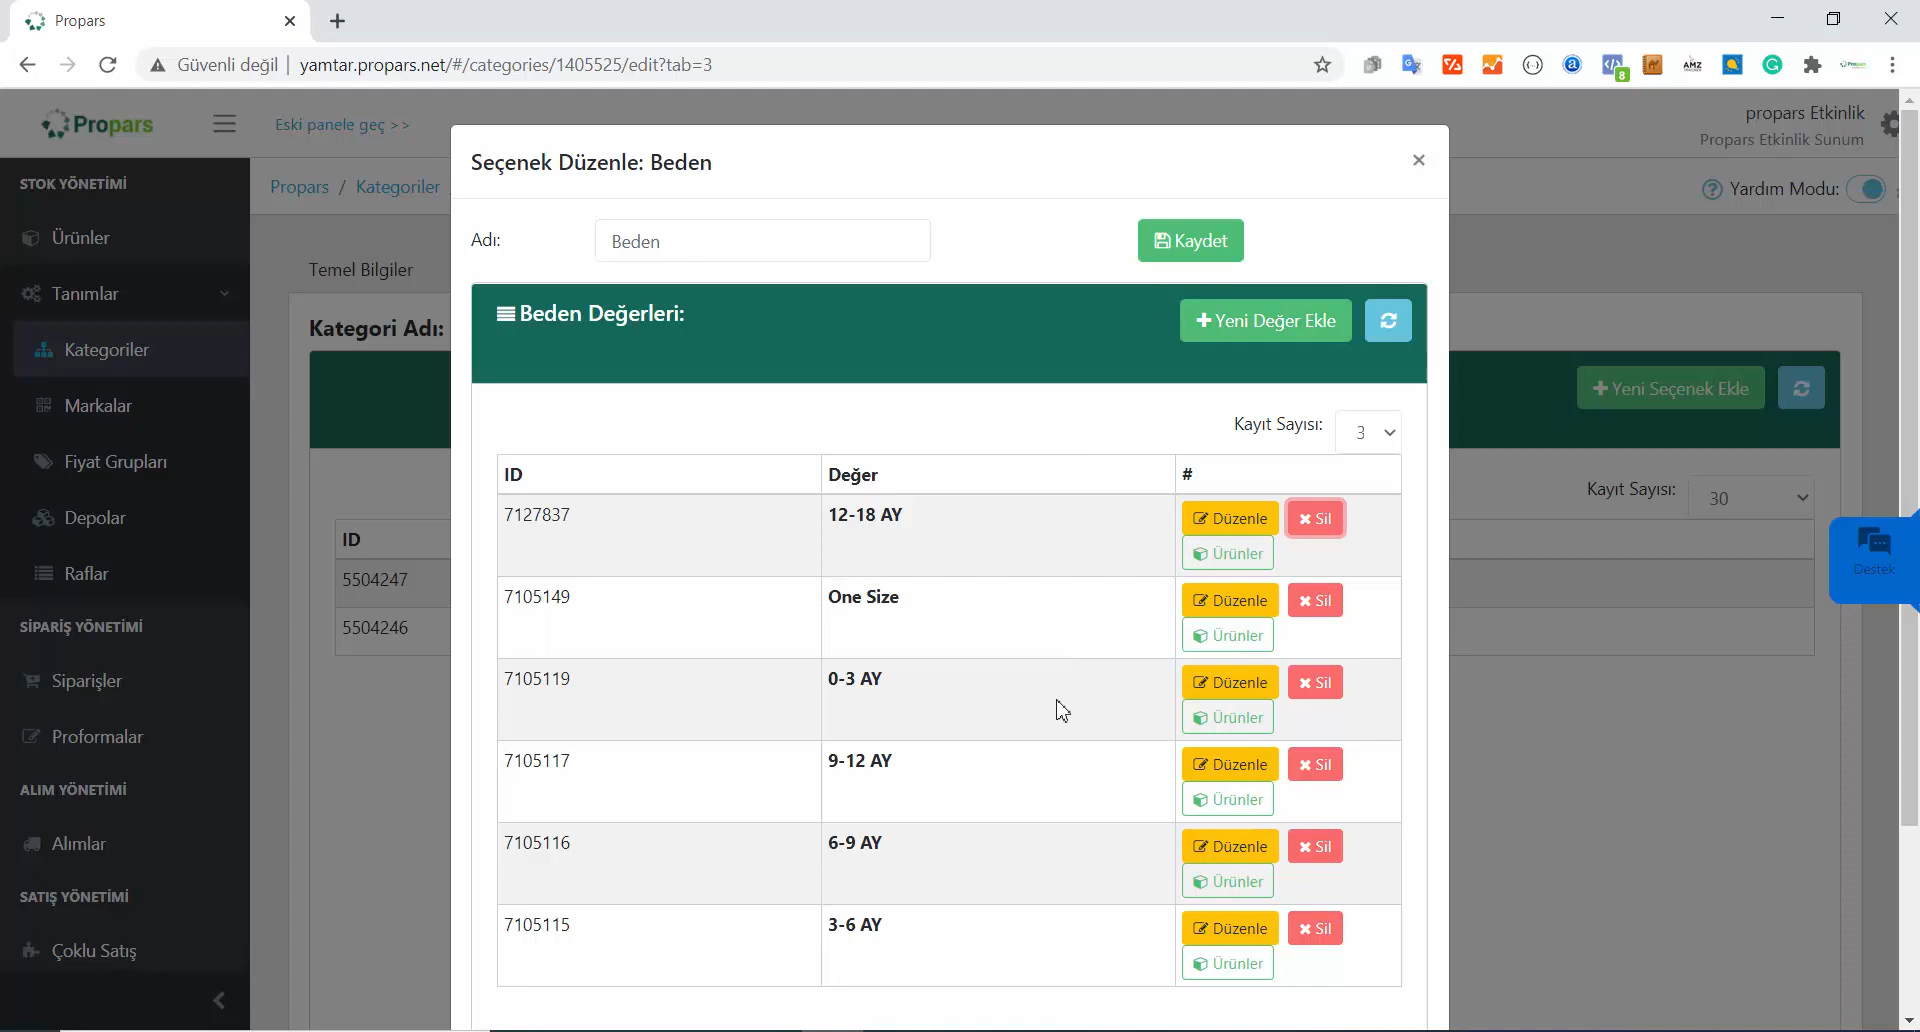 Propars
Güvenli değil
yamtar.propars.net/#/categories/1405525/edit?tab=3
8
AMZ
Propars
Eski panele geç >>
propars Etkinlik
Propars Etkinlik Sunum
Propars / Kategoriler
Yardım Modu:
STOK YÖNETİMİ
Ürünler
Tanımlar
Kategoriler
Markalar
Fiyat Grupları
Depolar
Raflar
SİPARİŞ YÖNETİMİ
Siparişler
Proformalar
ALIM YÖNETİMİ
Alımlar
SATIŞ YÖNETİMİ
Çoklu Satış
Temel Bilgiler
Kategori Adı:
Yeni Seçenek Ekle
Kayıt Sayısı: 30
ID
5504247
5504246
Destek
Seçenek Düzenle: Beden
Adı: Beden Kaydet
Beden Değerleri: Yeni Değer Ekle
Kayıt Sayısı: 3
ID Değer #
7127837 12-18 AY Düzenle Sil
Ürünler
7105149 One Size Düzenle Sil
Ürünler
7105119 0-3 AY Düzenle Sil
Ürünler
7105117 9-12 AY Düzenle Sil
Ürünler
7105116 6-9 AY Düzenle Sil
Ürünler
7105115 3-6 AY Düzenle Sil
Ürünler